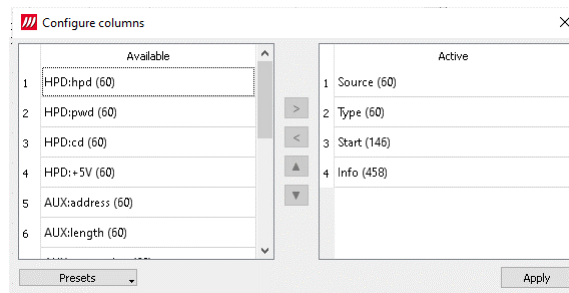 Configure columns
Available
1 HPD:hpd (60)
2 HPD:pwd (60)
3 HPD:cd (60)
4 HPD:+5V (60)
5 AUX:address (60)
6 AUX:length (60)
Active
1 Source (60)
2 Type (60)
3 Start (146)
4 Info (458)
> 
<
Presets
Apply